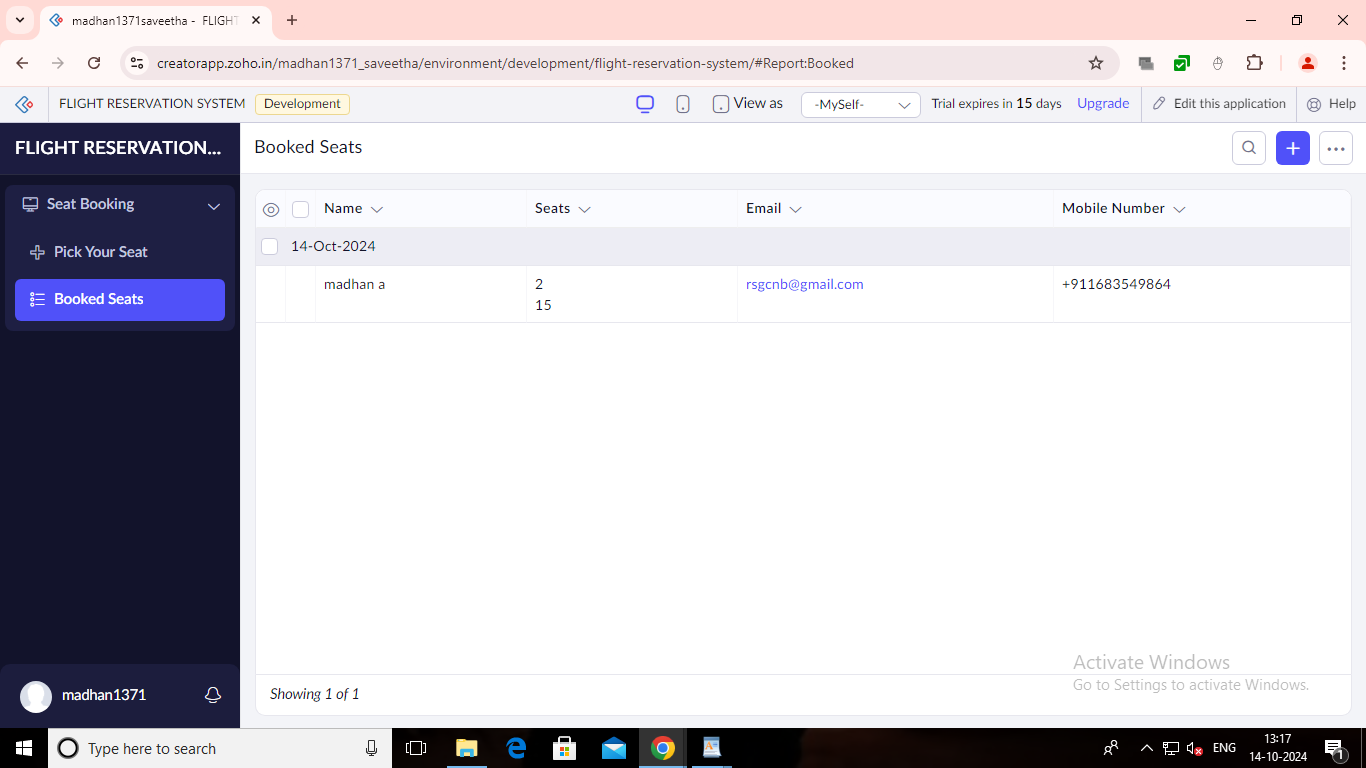 madhan1371saveetha - FLIGHT
creatorapp.zoho.in/madhan1371_saveetha/environment/development/flight-reservation-system/#Report:Booked
FLIGHT RESERVATION SYSTEM Development View as -MySelf- Trial expires in 15 days Upgrade Edit this application Help
FLIGHT RESERVATION...
Booked Seats
Seat Booking
Pick Your Seat
Booked Seats
Name Seats Email Mobile Number
14-Oct-2024
madhan a 2 rsgcnb@gmail.com +911683549864
15
Showing 1 of 1
Activate Windows
Go to Settings to activate Windows.
madhan1371
Type here to search
ENG
13:17
14-10-2024
1